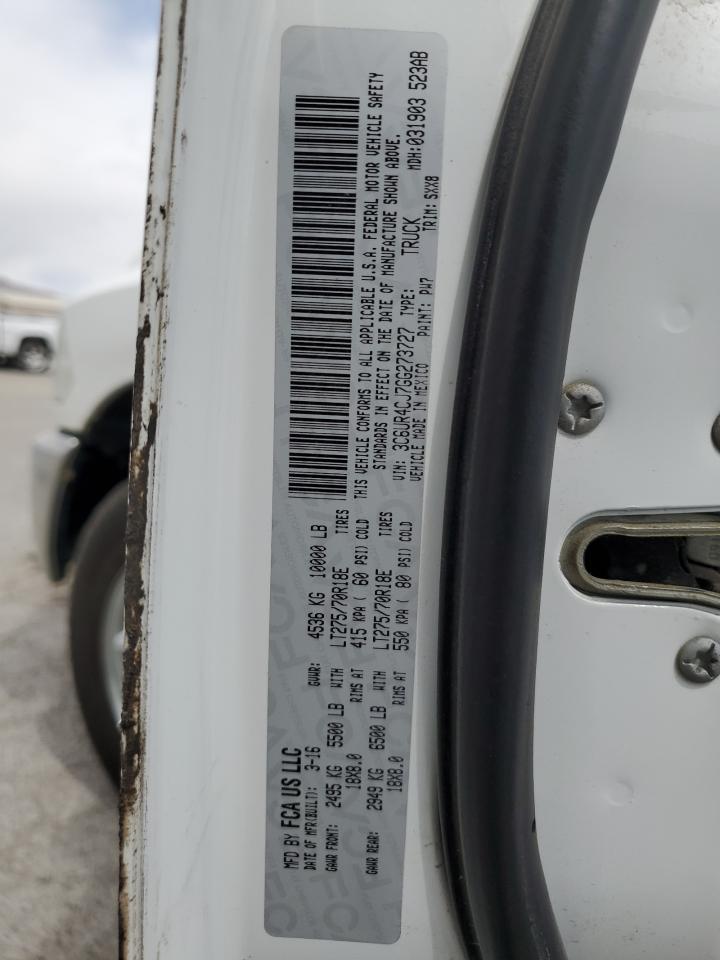 MFD BY FCA US LLC
DATE OF MFR(BUILT): 3-16 GVWR: 4536 KG 10000 LB
GAWR FRONT: 2495 KG 5500 LB WITH LT275/70R18E TIRES
18X8.0 RIMS AT 415 KPA ( 60 PSI) COLD
GAWR REAR: 2949 KG 6500 LB WITH LT275/70R18E TIRES
18X8.0 RIMS AT 550 KPA ( 80 PSI) COLD
THIS VEHICLE CONFORMS TO ALL APPLICABLE U.S.A. FEDERAL MOTOR VEHICLE SAFETY
STANDARDS IN EFFECT ON THE DATE OF MANUFACTURE SHOWN ABOVE.
VIN: 3C6UR4CJ7GG273727 TYPE: TRUCK MDH:031903 523AB
VEHICLE MADE IN MEXICO PAINT: PW7 TRIM: SXX8